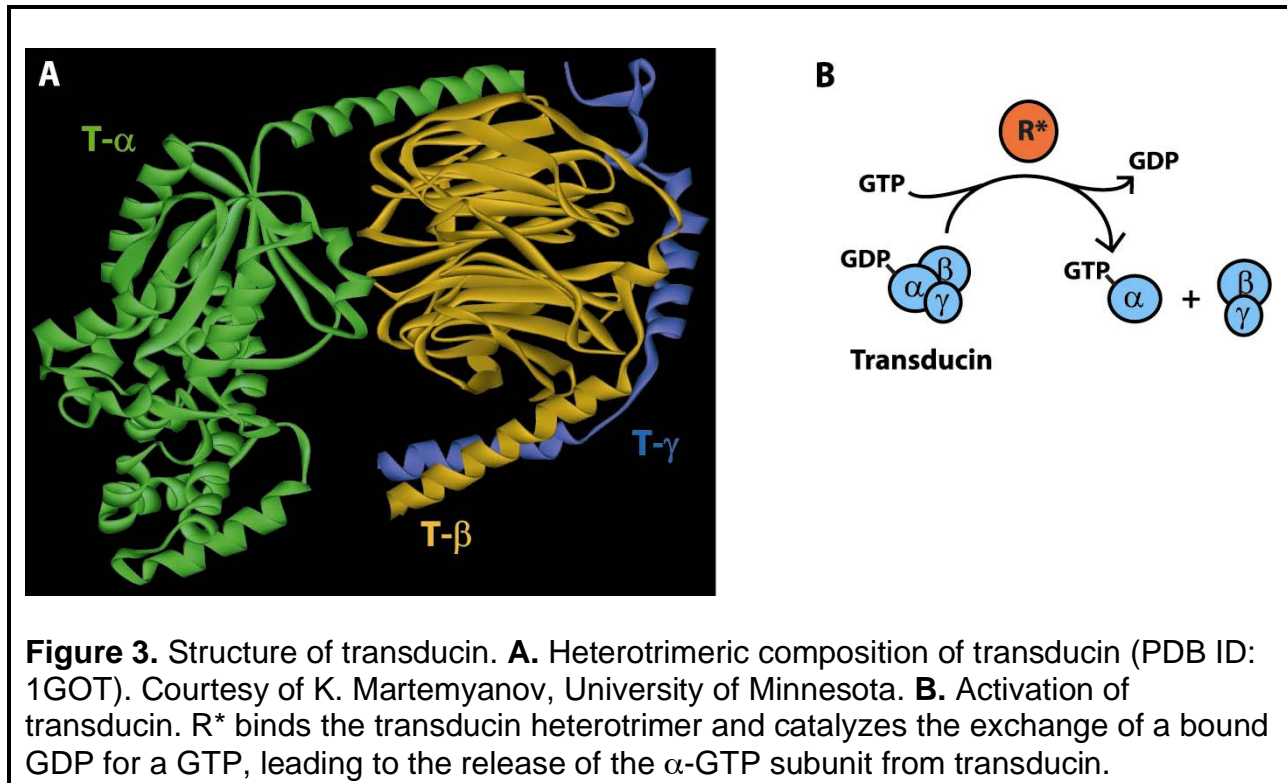 A
T-α
T-γ
T-β
B
R*
GTP
GDP
GDP
α
β
γ
GTP
α
+
β
γ
Transducin
Figure 3. Structure of transducin. A. Heterotrimeric composition of transducin (PDB ID:
1GOT). Courtesy of K. Martemyanov, University of Minnesota. B. Activation of
transducin. R* binds the transducin heterotrimer and catalyzes the exchange of a bound
GDP for a GTP, leading to the release of the α-GTP subunit from transducin.